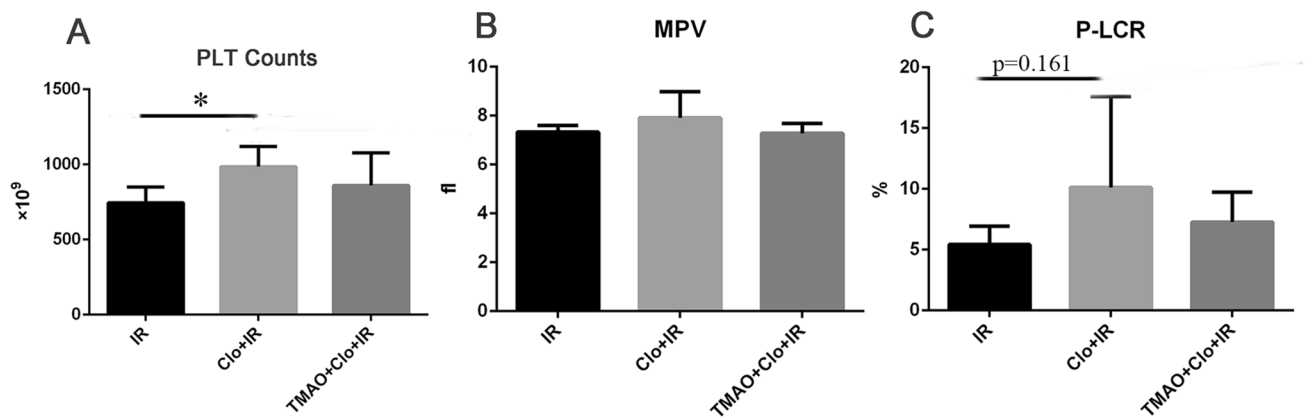 A
PLT Counts
×10⁹
1500
1000
500
0
*
IR
Clo+IR
TMAO+Clo+IR
B
MPV
fl
10
8
6
4
2
0
IR
Clo+IR
TMAO+Clo+IR
C
P-LCR
%
20
15
10
5
0
p=0.161
IR
Clo+IR
TMAO+Clo+IR